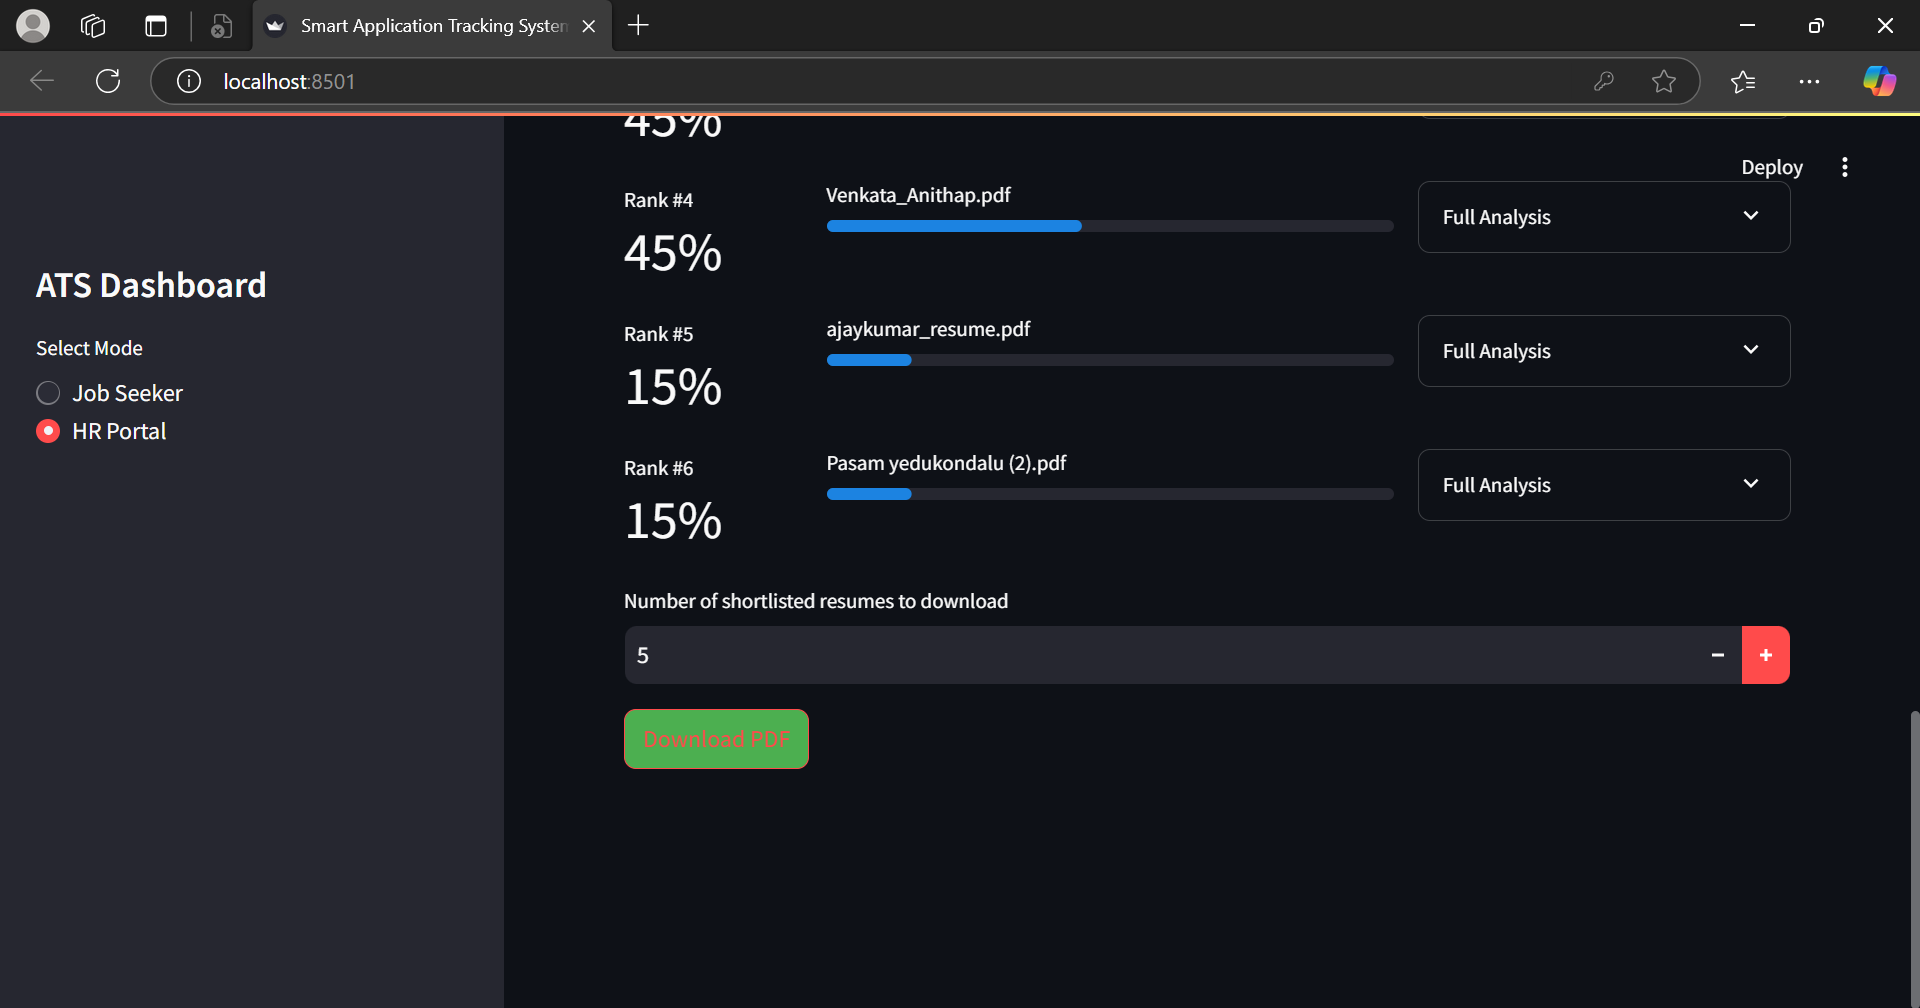 Smart Application Tracking System
localhost:8501
45%
Deploy
Rank #4
Venkata_Anithap.pdf
Full Analysis
45%
ATS Dashboard
Rank #5
ajaykumar_resume.pdf
Full Analysis
15%
Select Mode
Job Seeker
HR Portal
Rank #6
Pasam yedukondalu (2).pdf
Full Analysis
15%
Number of shortlisted resumes to download
5
Download PDF